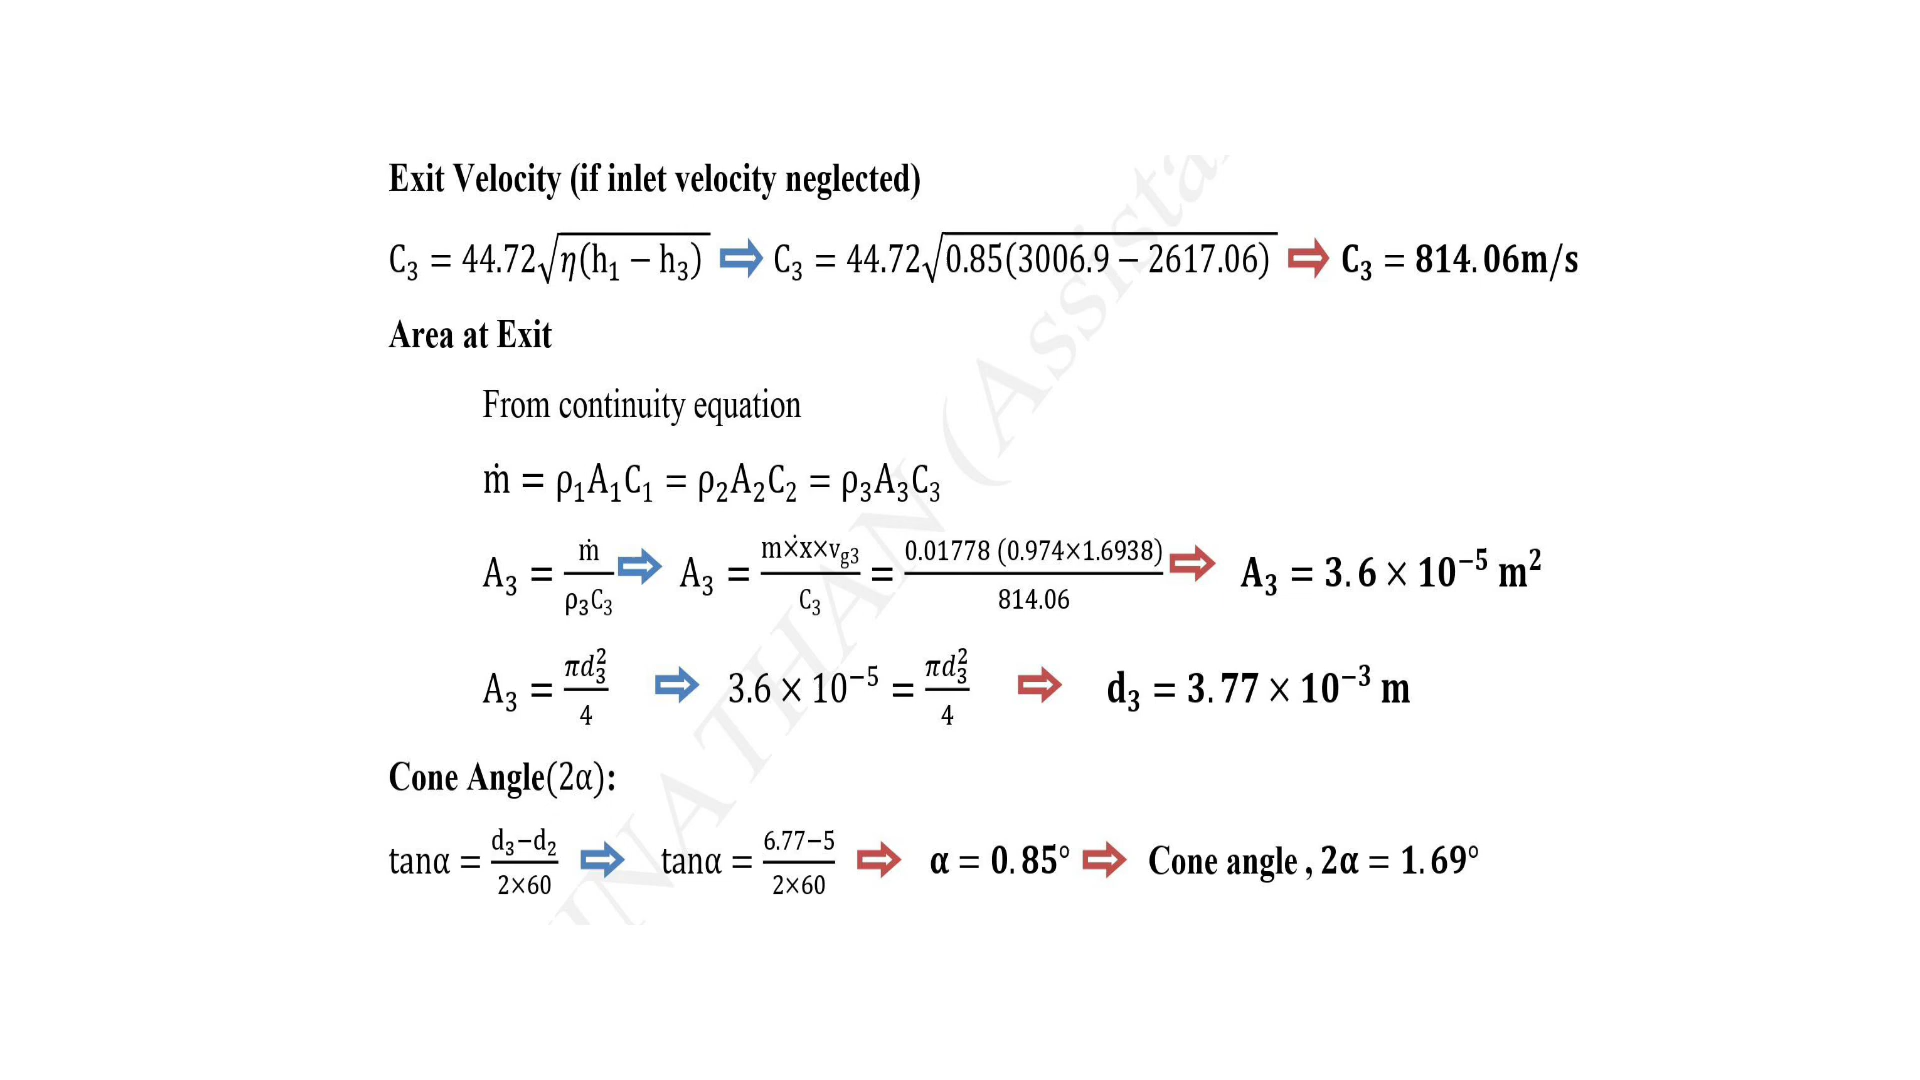 Exit Velocity (if inlet velocity neglected)
C₃ = 44.72√η(h₁ − h₃) ⇨ C₃ = 44.72√0.85(3006.9 − 2617.06) ⇨ C₃ = 814.06m/s
Area at Exit
From continuity equation
ṁ = ρ₁A₁C₁ = ρ₂A₂C₂ = ρ₃A₃C₃
A₃ = ṁ/ρ₃C₃ ⇨ A₃ = ṁ×x×v_g3/C₃ = 0.01778 (0.974×1.6938)/814.06 ⇨ A₃ = 3.6 × 10⁻⁵ m²
A₃ = πd₃²/4 ⇨ 3.6 × 10⁻⁵ = πd₃²/4 ⇨ d₃ = 3.77 × 10⁻³ m
Cone Angle(2α):
tanα = d₃−d₂/2×60 ⇨ tanα = 6.77−5/2×60 ⇨ α = 0.85° ⇨ Cone angle , 2α = 1.69°
NATHAN (Assista